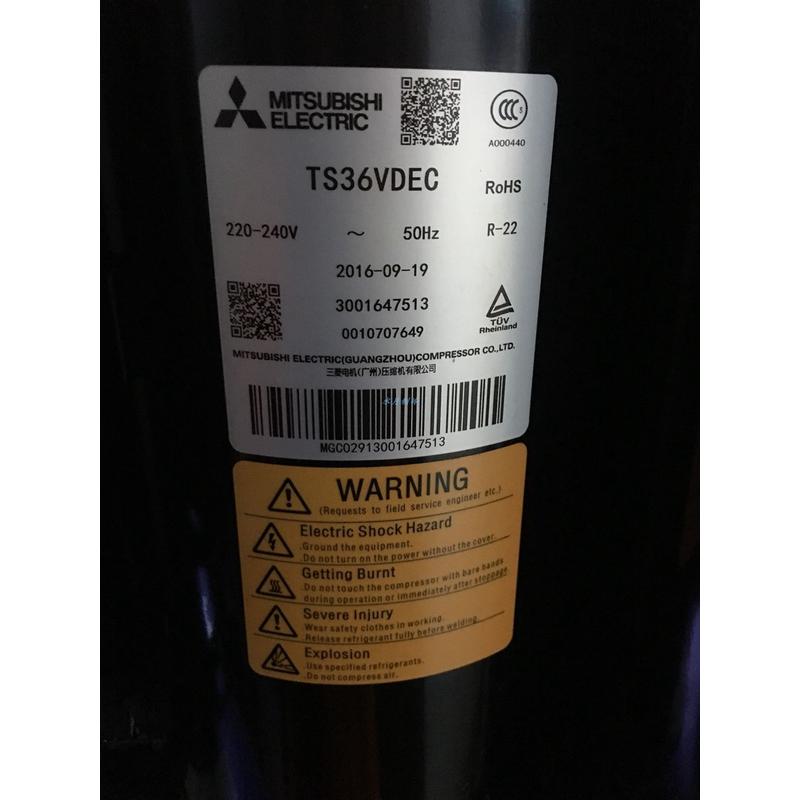 MITSUBISHI
ELECTRIC
CCC S
A000440
TS36VDEC
RoHS
220-240V ～ 50Hz R-22
2016-09-19
3001647513
0010707649
TÜV
Rheinland
MITSUBISHI ELECTRIC(GUANGZHOU)COMPRESSOR CO.,LTD.
三菱电机(广州)压缩机有限公司
MGC02913001647513
WARNING
(Requests to field service engineer etc.)
Electric Shock Hazard
.Ground the equipment.
.Do not turn on the power without the cover.
Getting Burnt
.Do not touch the compressor with bare hands
during operation or immediately after stoppage.
Severe Injury
.Wear safety clothes in working.
.Release refrigerant fully before welding.
Explosion
.Use specified refrigerants.
.Do not compress air.